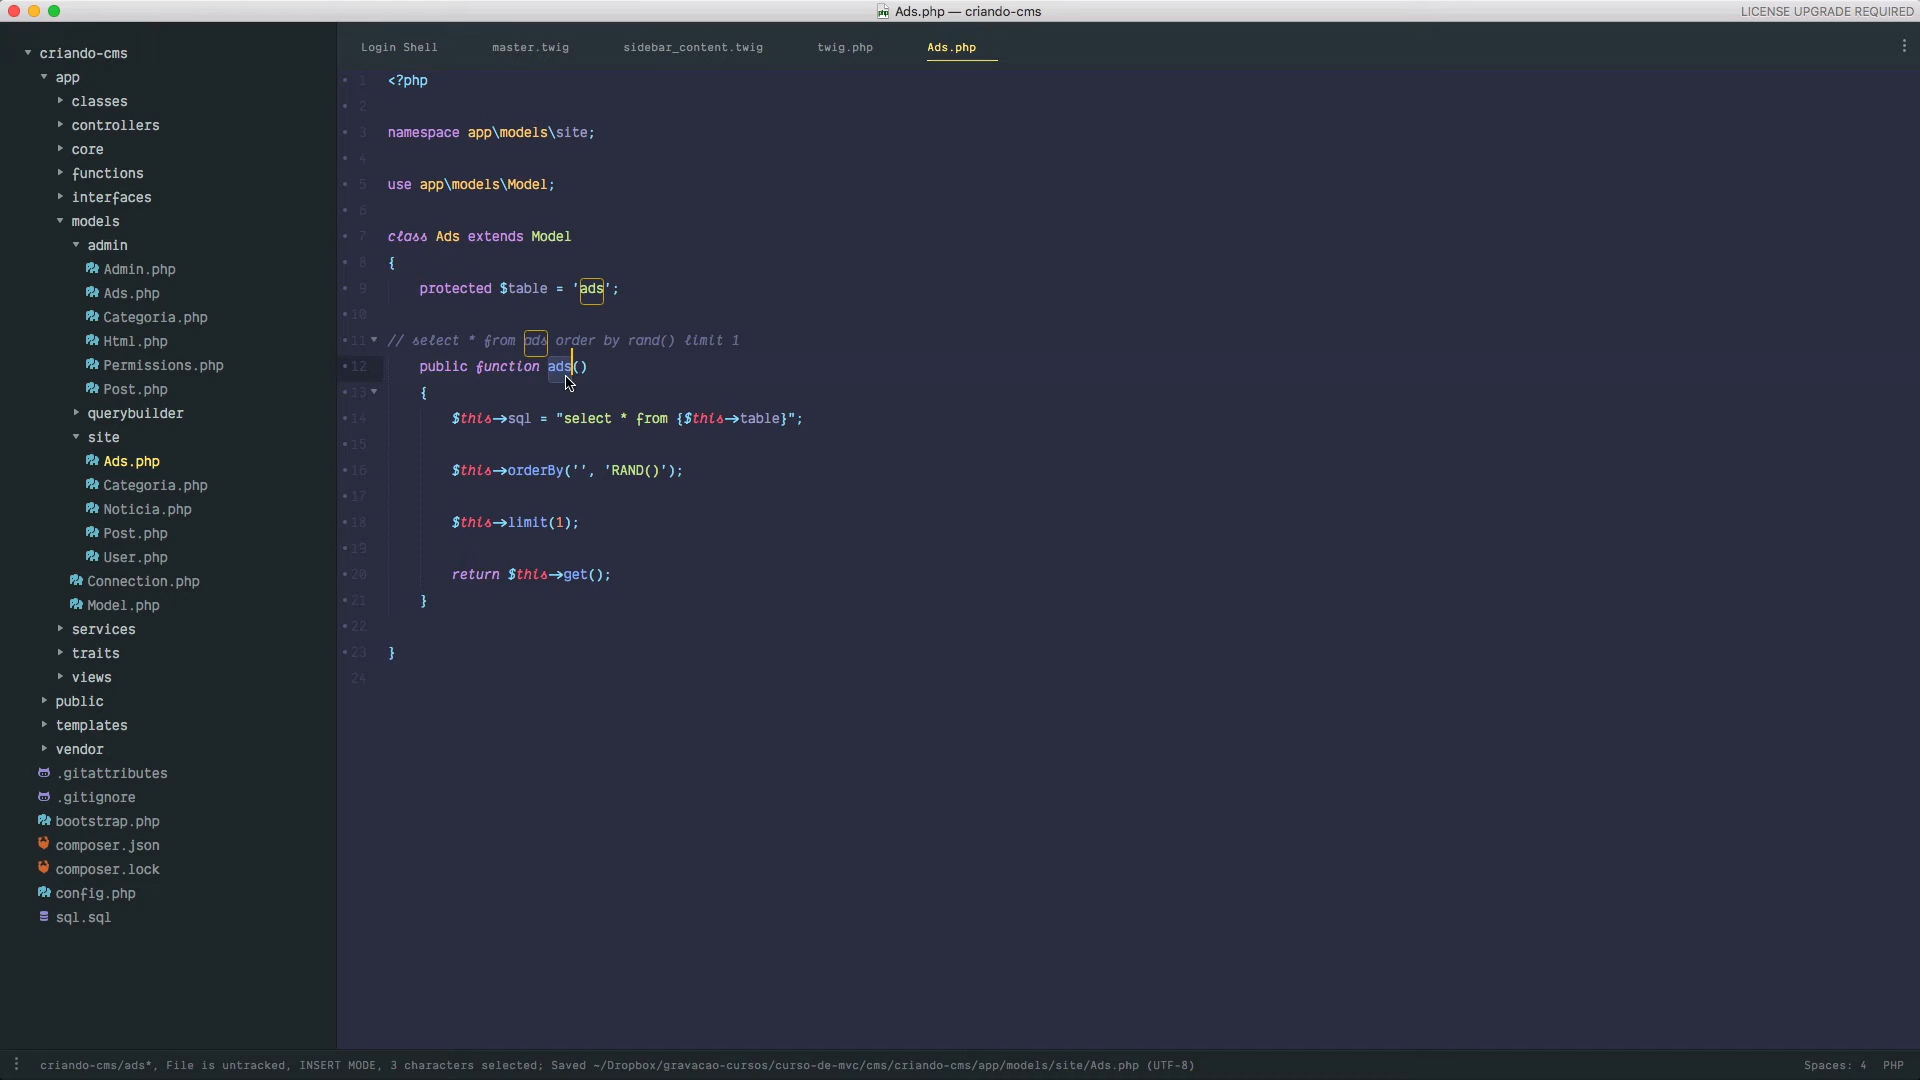 Ads.php — criando-cms
LICENSE UPGRADE REQUIRED
criando-cms
app
classes
controllers
core
functions
interfaces
models
admin
Admin.php
Ads.php
Categoria.php
Html.php
Permissions.php
Post.php
querybuilder
site
Ads.php
Categoria.php
Noticia.php
Post.php
User.php
Connection.php
Model.php
services
traits
views
public
templates
vendor
.gitattributes
.gitignore
bootstrap.php
composer.json
composer.lock
config.php
sql.sql
Login Shell master.twig sidebar_content.twig twig.php Ads.php
1 <?php
2
3 namespace app\models\site;
4
5 use app\models\Model;
6
7 class Ads extends Model
8 {
9 protected $table = 'ads';
10
11 // select * from ads order by rand() limit 1
12 public function ads()
13 {
14 $this->sql = "select * from {$this->table}";
15
16 $this->orderBy('', 'RAND()');
17
18 $this->limit(1);
19
20 return $this->get();
21 }
22
23 }
24
criando-cms/ads*, File is untracked, INSERT MODE, 3 characters selected; Saved ~/Dropbox/gravacao-cursos/curso-de-mvc/cms/criando-cms/app/models/site/Ads.php (UTF-8)
Spaces: 4 PHP